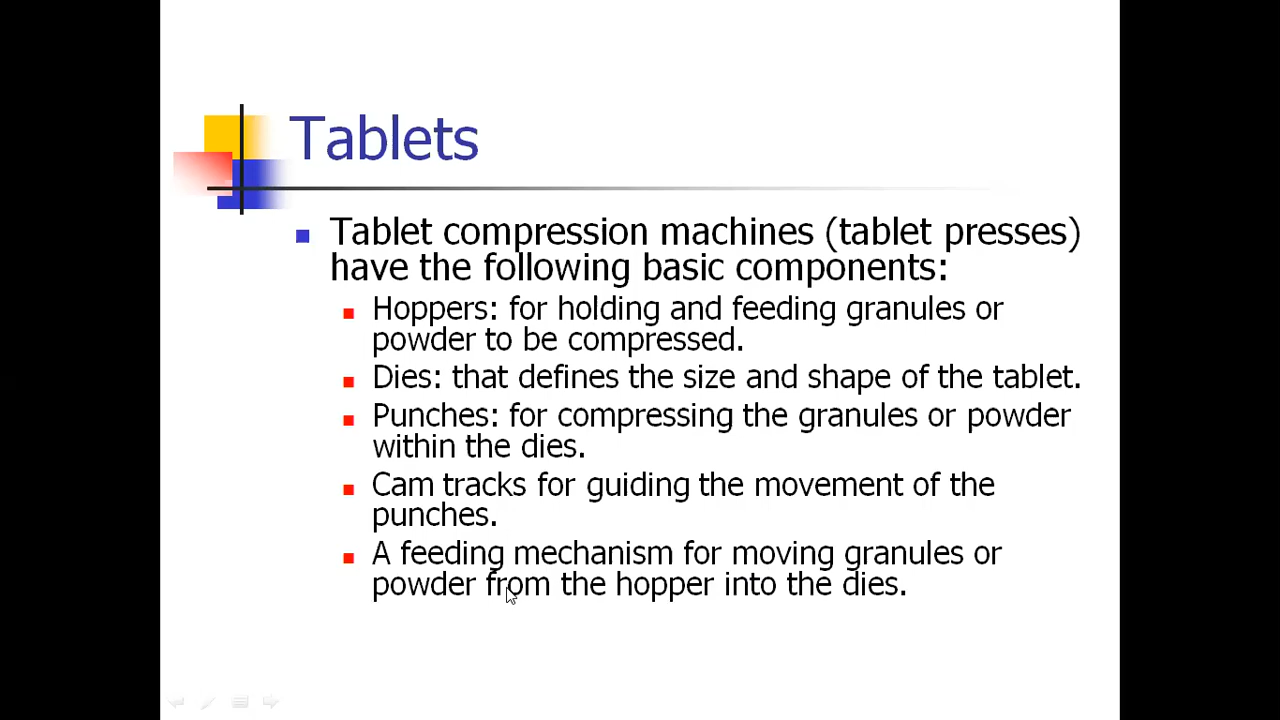 Tablets
Tablet compression machines (tablet presses)
have the following basic components:
Hoppers: for holding and feeding granules or
powder to be compressed.
Dies: that defines the size and shape of the tablet.
Punches: for compressing the granules or powder
within the dies.
Cam tracks for guiding the movement of the
punches.
A feeding mechanism for moving granules or
powder from the hopper into the dies.